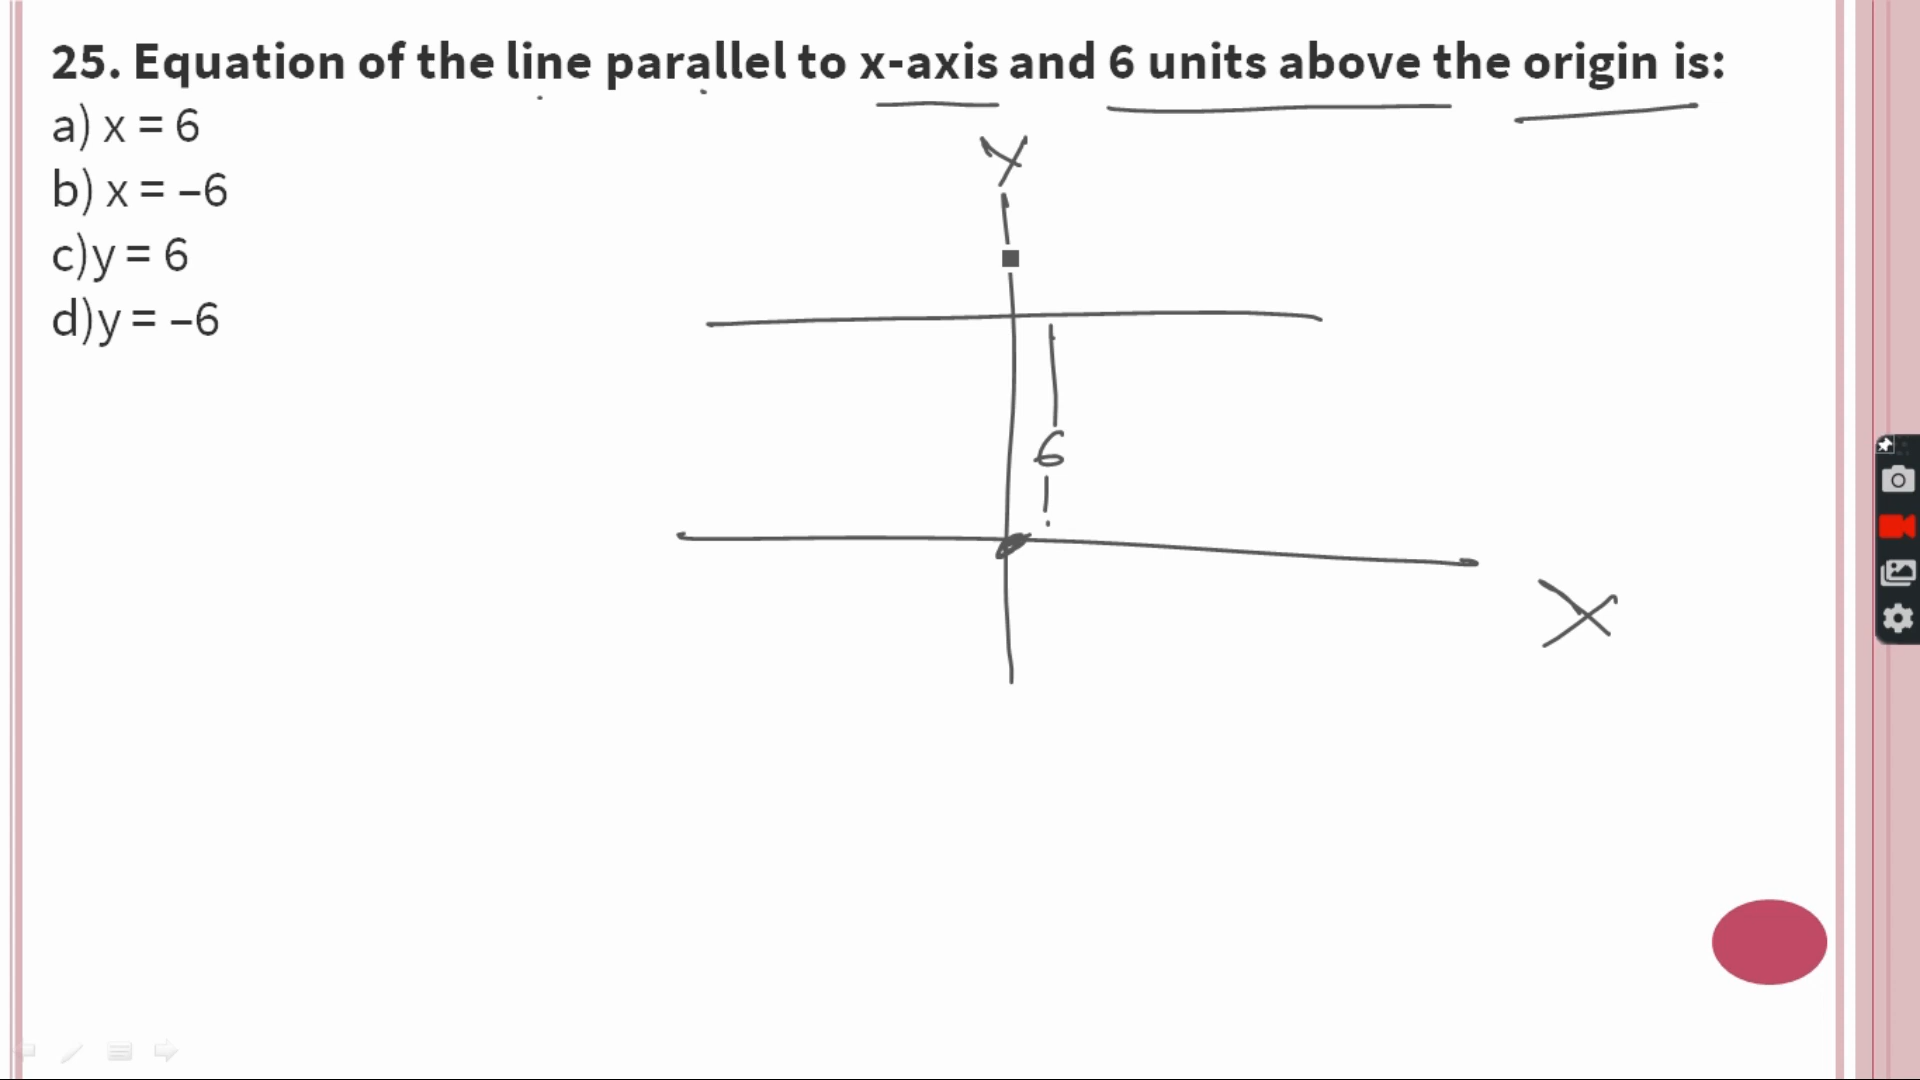 25. Equation of the line parallel to x-axis and 6 units above the origin is:
a) x = 6
b) x = –6
c)y = 6
d)y = –6
Y
6
X